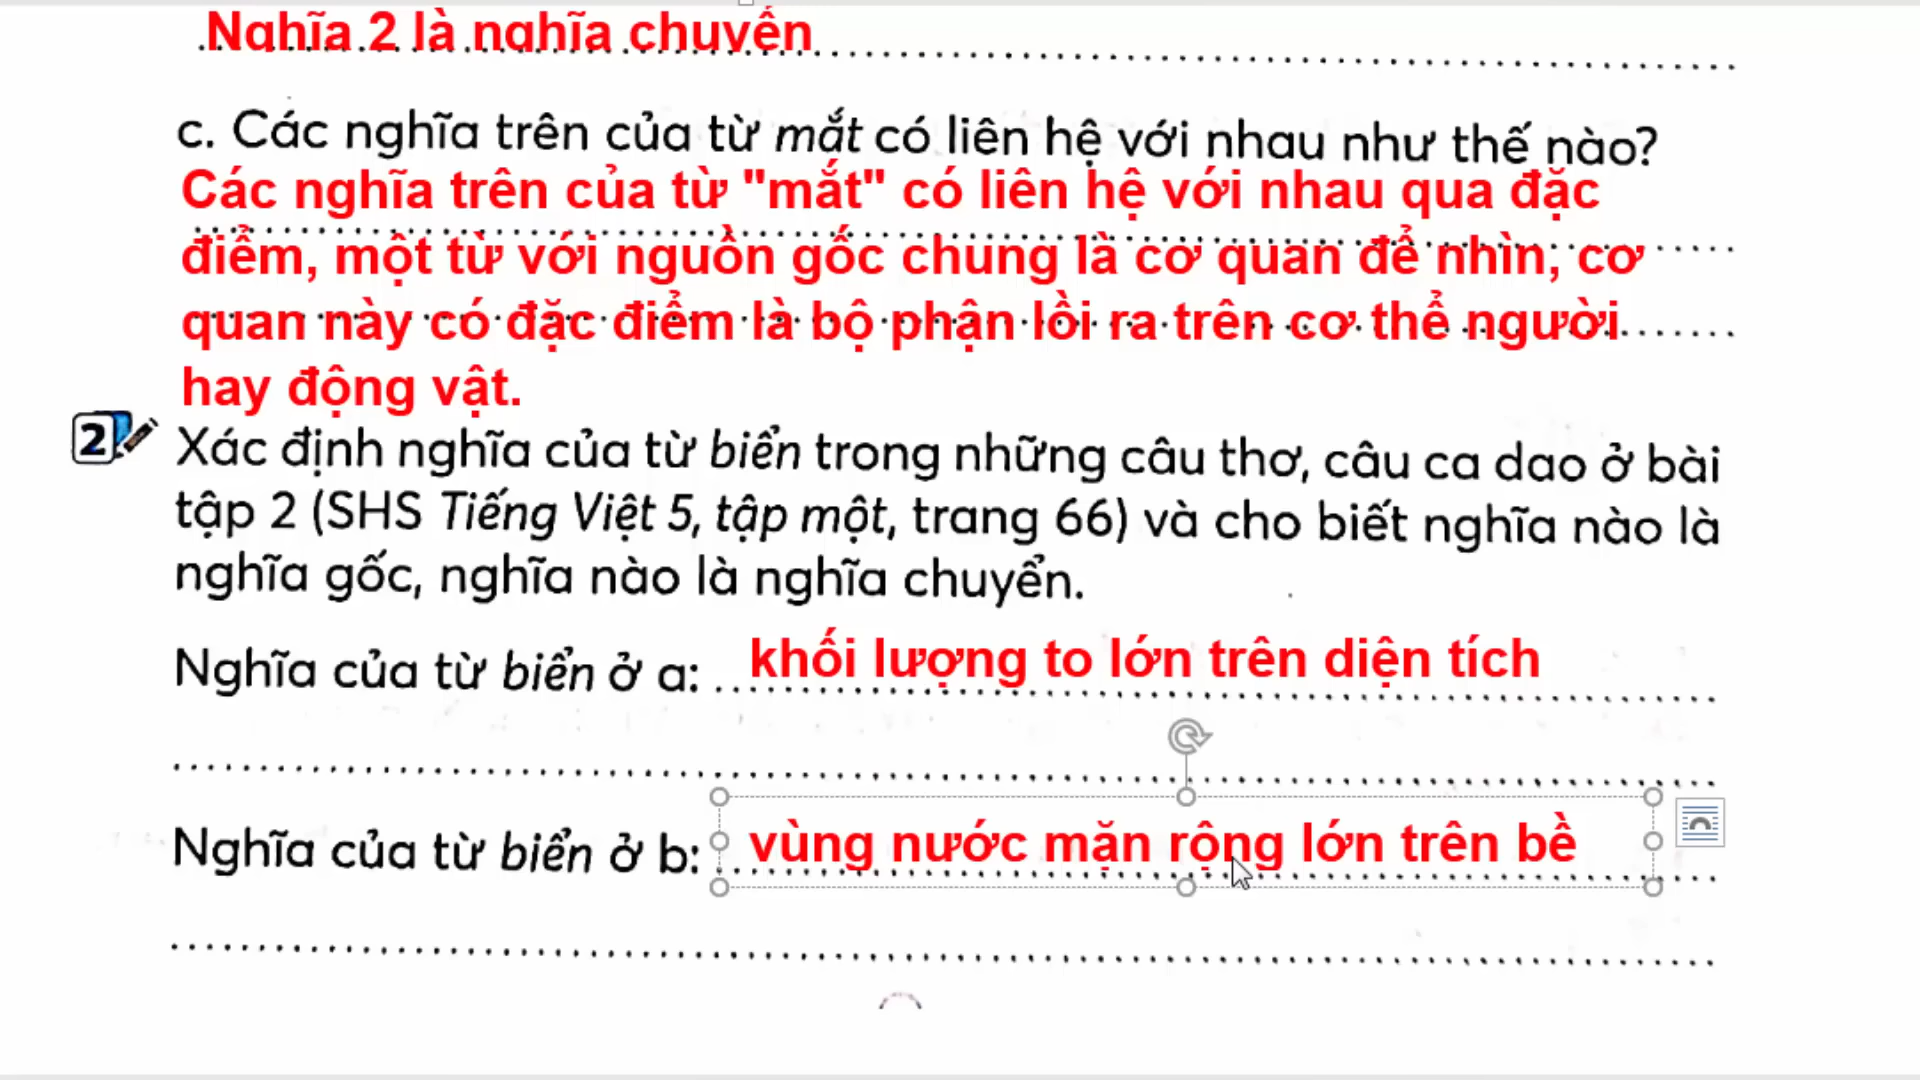 Nghĩa 2 là nghĩa chuyển
c. Các nghĩa trên của từ mắt có liên hệ với nhau như thế nào?
Các nghĩa trên của từ "mắt" có liên hệ với nhau qua đặc
điểm, một từ với nguồn gốc chung là cơ quan để nhìn, cơ
quan này có đặc điểm là bộ phận lồi ra trên cơ thể người
hay động vật.
2 Xác định nghĩa của từ biển trong những câu thơ, câu ca dao ở bài
tập 2 (SHS Tiếng Việt 5, tập một, trang 66) và cho biết nghĩa nào là
nghĩa gốc, nghĩa nào là nghĩa chuyển.
Nghĩa của từ biển ở a: khối lượng to lớn trên diện tích
Nghĩa của từ biển ở b: vùng nước mặn rộng lớn trên bề